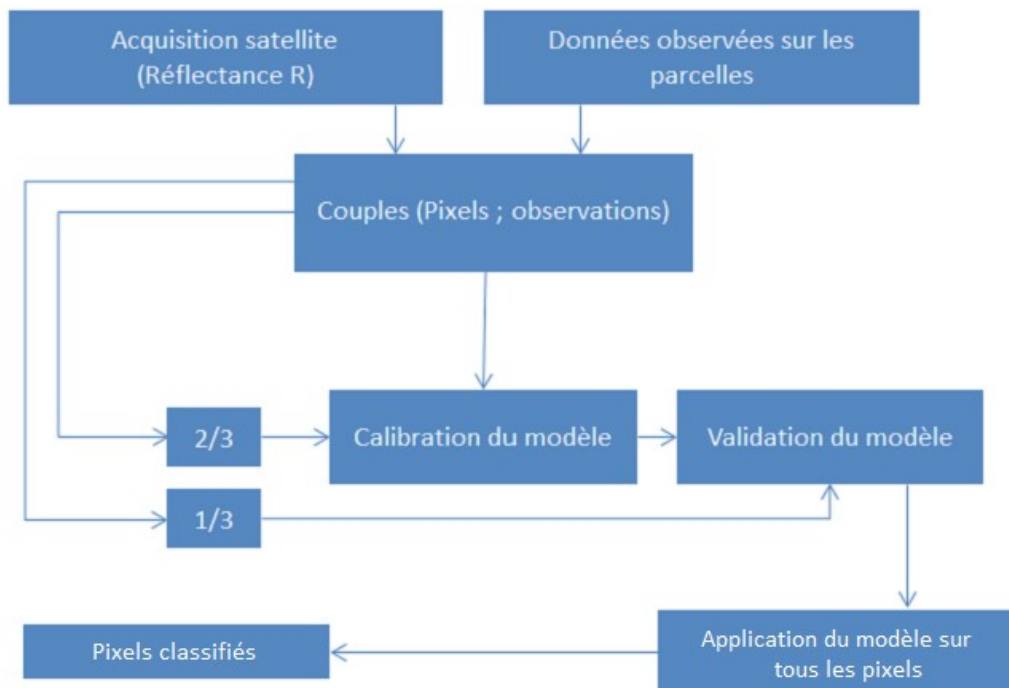 Acquisition satellite
(Réflectance R)
Données observées sur les
parcelles
Couples (Pixels ; observations)
2/3
Calibration du modèle
Validation du modèle
1/3
Pixels classifiés
Application du modèle sur
tous les pixels